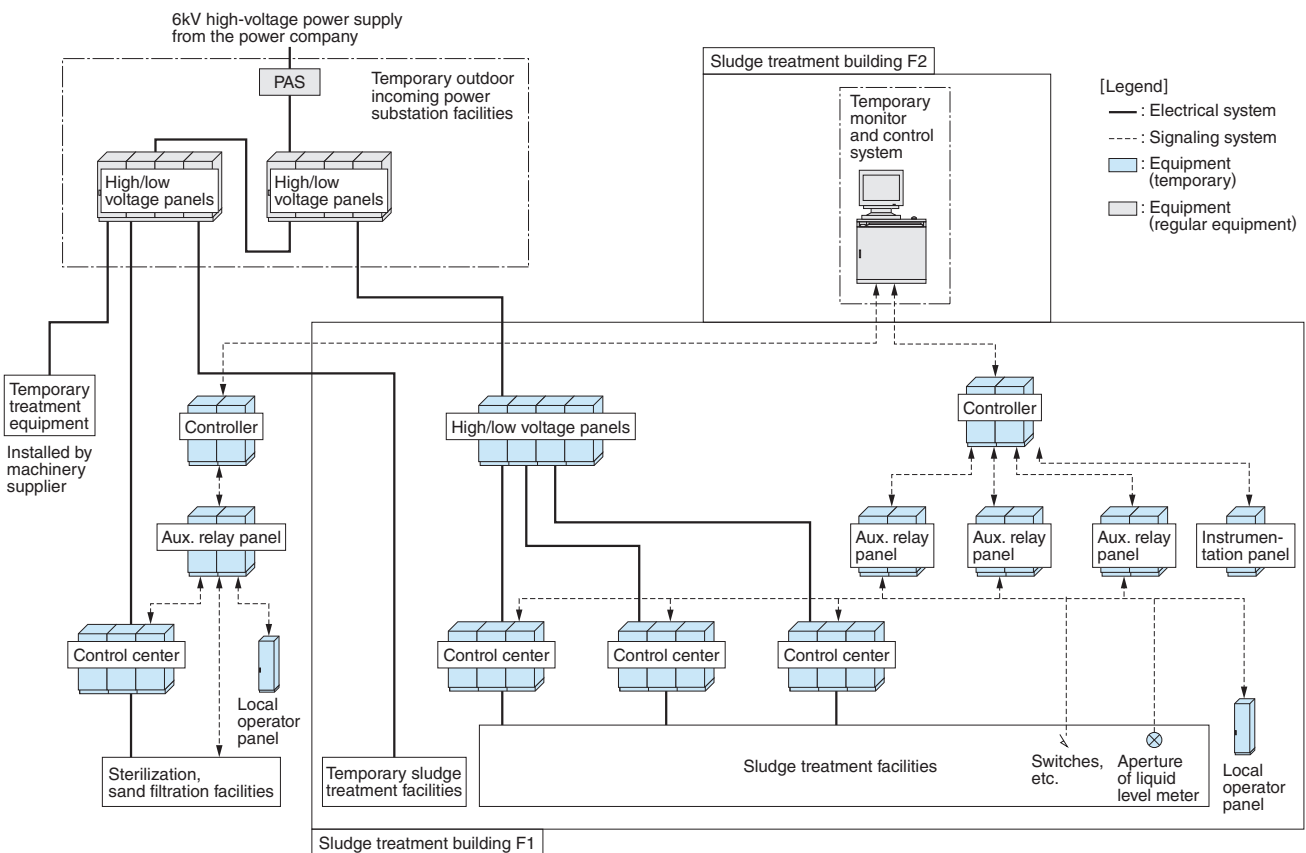 6kV high-voltage power supply
from the power company
PAS
Temporary outdoor
incoming power
substation facilities
High/low
voltage panels
High/low
voltage panels
Sludge treatment building F2
Temporary
monitor
and control
system
[Legend]
: Electrical system
: Signaling system
: Equipment
(temporary)
: Equipment
(regular equipment)
Temporary
treatment
equipment
Installed by
machinery
supplier
Controller
High/low voltage panels
Controller
Aux. relay panel
Aux. relay
panel
Aux. relay
panel
Aux. relay
panel
Instrumen-
tation panel
Control center
Local
operator
panel
Control center
Control center
Control center
Sterilization,
sand filtration facilities
Temporary sludge
treatment facilities
Sludge treatment facilities
Switches,
etc.
Aperture
of liquid
level meter
Local
operator
panel
Sludge treatment building F1